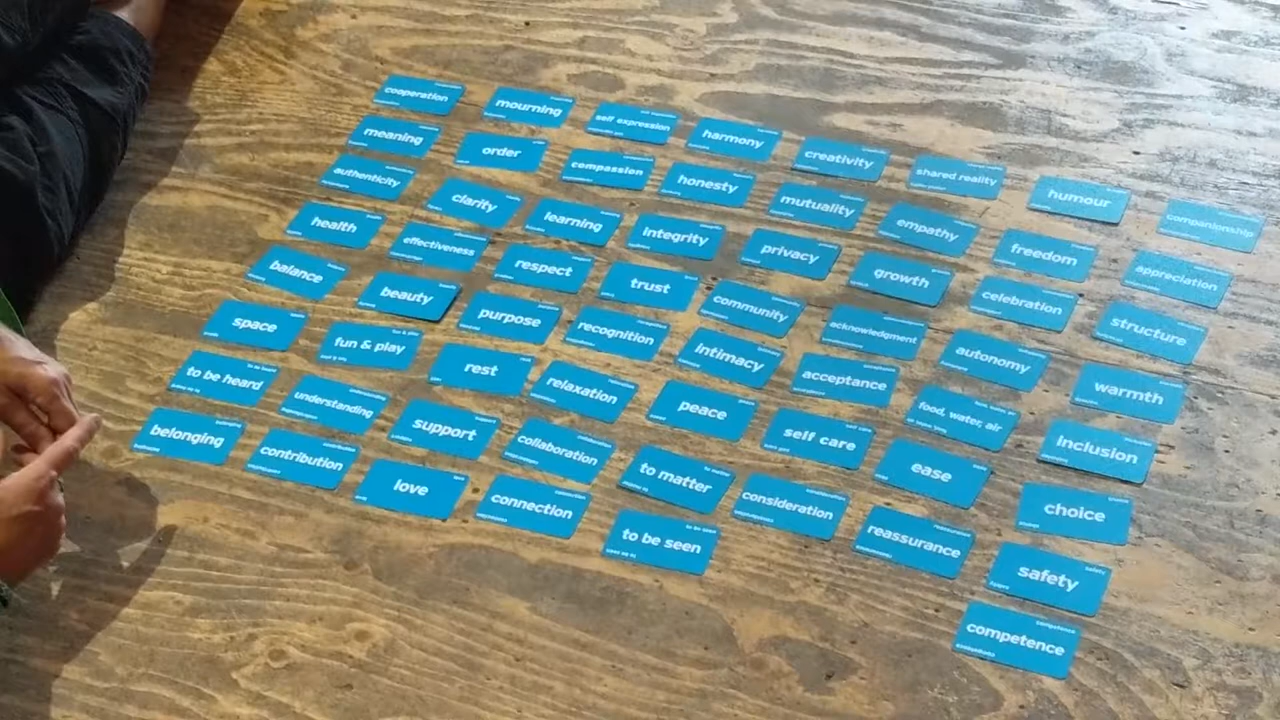 cooperation
mourning
self expression
harmony
creativity
shared reality
humour
companionship
meaning
order
compassion
honesty
mutuality
empathy
freedom
appreciation
authenticity
clarity
learning
integrity
privacy
growth
celebration
structure
health
effectiveness
respect
trust
community
acknowledgment
autonomy
warmth
balance
beauty
purpose
recognition
intimacy
acceptance
food, water, air
inclusion
space
fun & play
rest
relaxation
peace
self care
ease
choice
to be heard
understanding
support
collaboration
to matter
consideration
reassurance
safety
belonging
contribution
love
connection
to be seen
competence